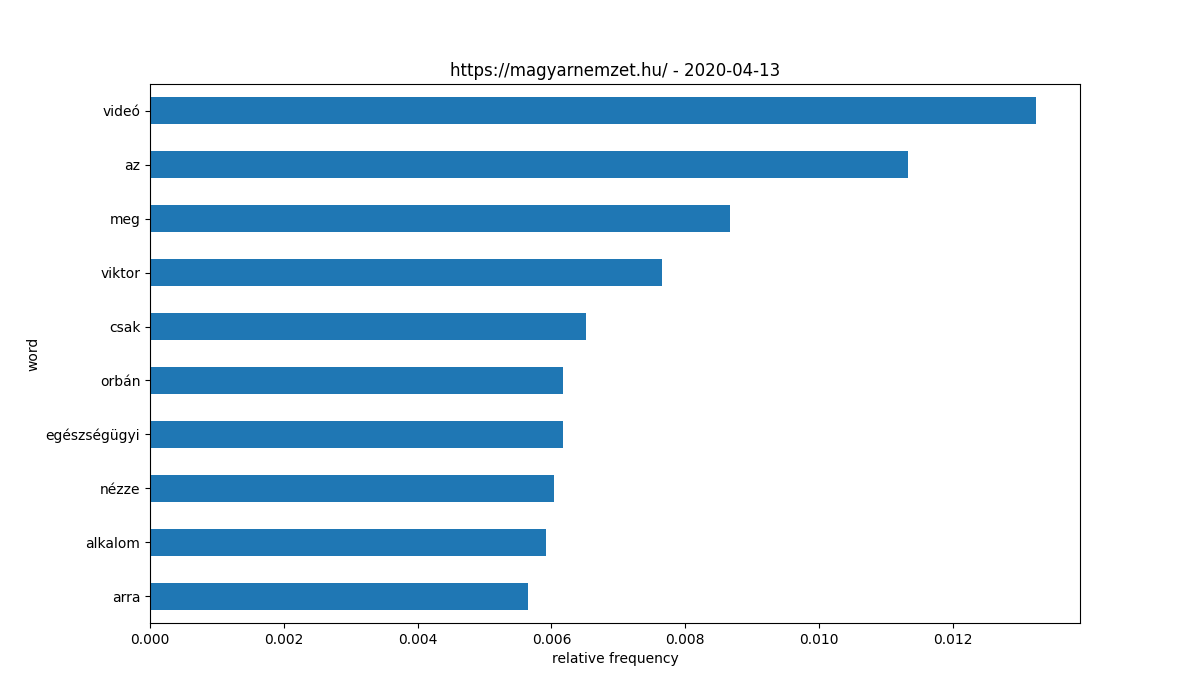 https://magyarnemzet.hu/ - 2020-04-13
videó
az
meg
viktor
csak
orbán
egészségügyi
nézze
alkalom
arra
word
0.000 0.002 0.004 0.006 0.008 0.010 0.012
relative frequency